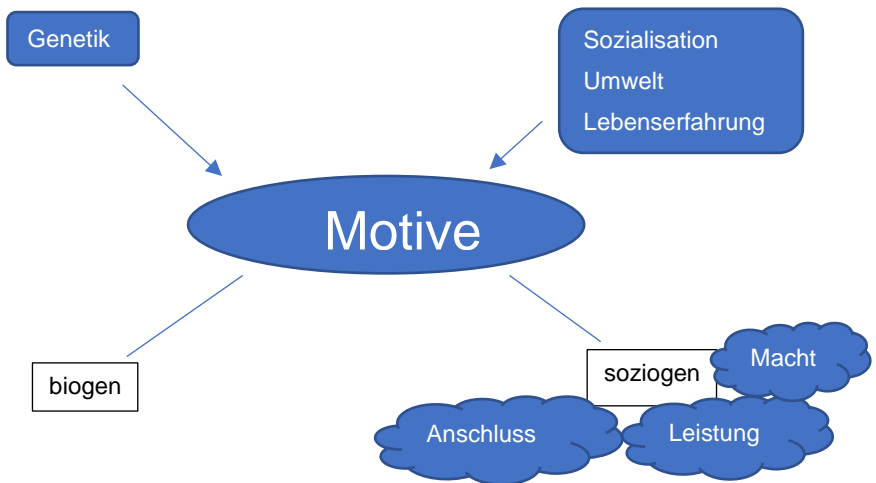 Genetik
Sozialisation
Umwelt
Lebenserfahrung
Motive
biogen
soziogen
Macht
Anschluss
Leistung